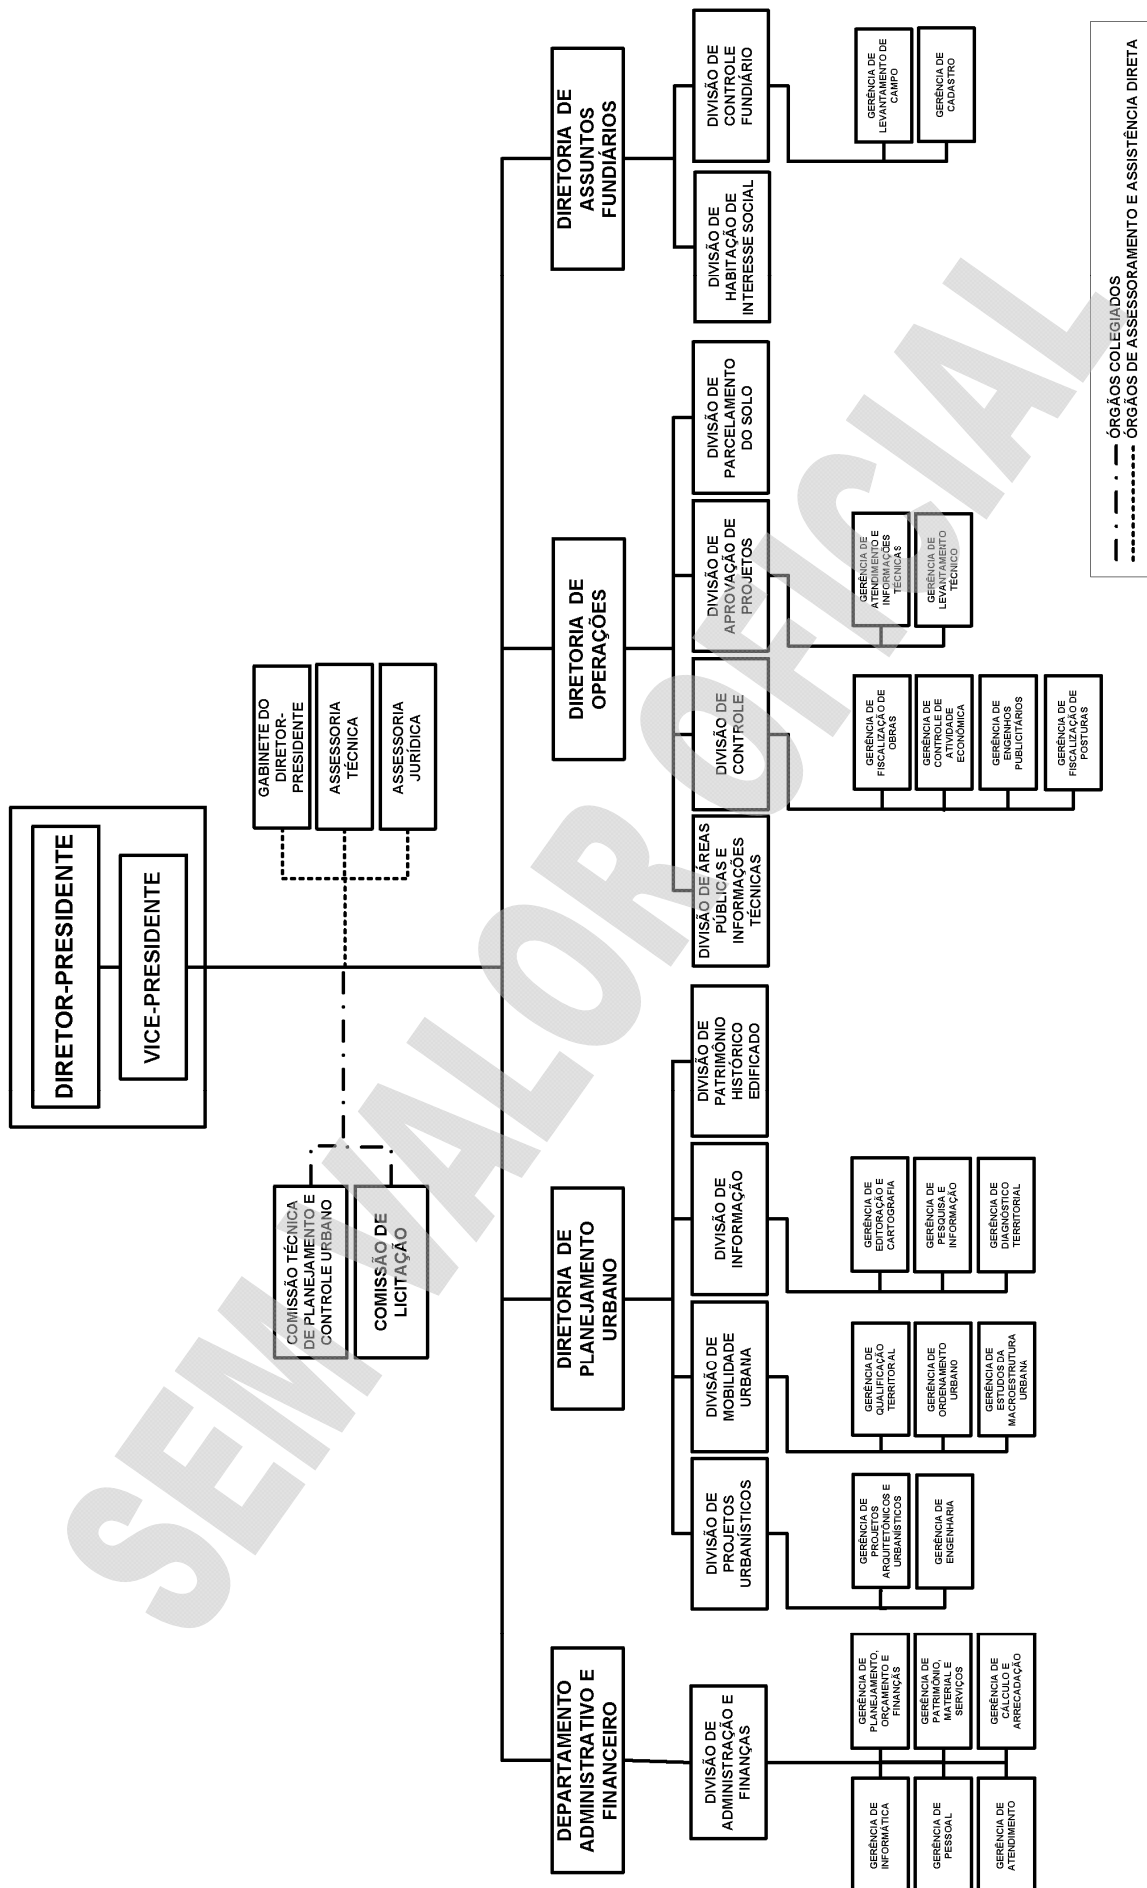 DIRETOR-PRESIDENTE
VICE-PRESIDENTE
COMISSÃO TÉCNICA
DE PLANEJAMENTO E
CONTROLE URBANO
COMISSÃO DE
LICITAÇÃO
GABINETE DO
DIRETOR-
PRESIDENTE
ASSESSORIA
TÉCNICA
ASSESSORIA
JURÍDICA
DEPARTAMENTO
ADMINISTRATIVO E
FINANCEIRO
DIRETORIA DE
PLANEJAMENTO
URBANO
DIRETORIA DE
OPERAÇÕES
DIRETORIA DE
ASSUNTOS
FUNDIÁRIOS
DIVISÃO DE
ADMINISTRAÇÃO E
FINANÇAS
DIVISÃO DE
PROJETOS
URBANÍSTICOS
DIVISÃO DE
MOBILIDADE
URBANA
DIVISÃO DE
INFORMAÇÃO
DIVISÃO DE
PATRIMÔNIO
HISTÓRICO
EDIFICADO
DIVISÃO DE ÁREAS
PÚBLICAS E
INFORMAÇÕES
TÉCNICAS
DIVISÃO DE
CONTROLE
DIVISÃO DE
APROVAÇÃO DE
PROJETOS
DIVISÃO DE
PARCELAMENTO
DO SOLO
DIVISÃO DE
HABITAÇÃO DE
INTERESSE SOCIAL
DIVISÃO DE
CONTROLE
FUNDIÁRIO
GERÊNCIA DE
INFORMÁTICA
GERÊNCIA DE
PESSOAL
GERÊNCIA DE
ATENDIMENTO
GERÊNCIA DE
PLANEJAMENTO,
ORÇAMENTO E
FINANÇÃS
GERÊNCIA DE
PATRIMÔNIO,
MATERIAL E
SERVIÇOS
GERÊNCIA DE
CÁLCULO E
ARRECADAÇÃO
GERÊNCIA DE
PROJETOS
ARQUITETÔNICOS E
URBANÍSTICOS
GERÊNCIA DE
ENGENHARIA
GERÊNCIA DE
QUALIFICAÇÃO
TERRITORIAL
GERÊNCIA DE
ORDENAMENTO
URBANO
GERÊNCIA DE
ESTUDOS DA
MACROESTRUTURA
URBANA
GERÊNCIA DE
EDITORAÇÃO E
CARTOGRAFIA
GERÊNCIA DE
PESQUISA E
INFORMAÇÃO
GERÊNCIA DE
DIAGNÓSTICO
TERRITORIAL
GERÊNCIA DE
FISCALIZAÇÃO DE
OBRAS
GERÊNCIA DE
CONTROLE DE
ATIVIDADE
ECONÔMICA
GERÊNCIA DE
ENGENHOS
PUBLICITÁRIOS
GERÊNCIA DE
FISCALIZAÇÃO DE
POSTURAS
GERÊNCIA DE
ATENDIMENTO E
INFORMAÇÕES
TÉCNICAS
GERÊNCIA DE
LEVANTAMENTO
TÉCNICO
GERÊNCIA DE
LEVANTAMENTO DE
CAMPO
GERÊNCIA DE
CADASTRO
ÓRGÃOS COLEGIADOS
ÓRGÃOS DE ASSESSORAMENTO E ASSISTÊNCIA DIRETA
SEM VALOR OFICIAL